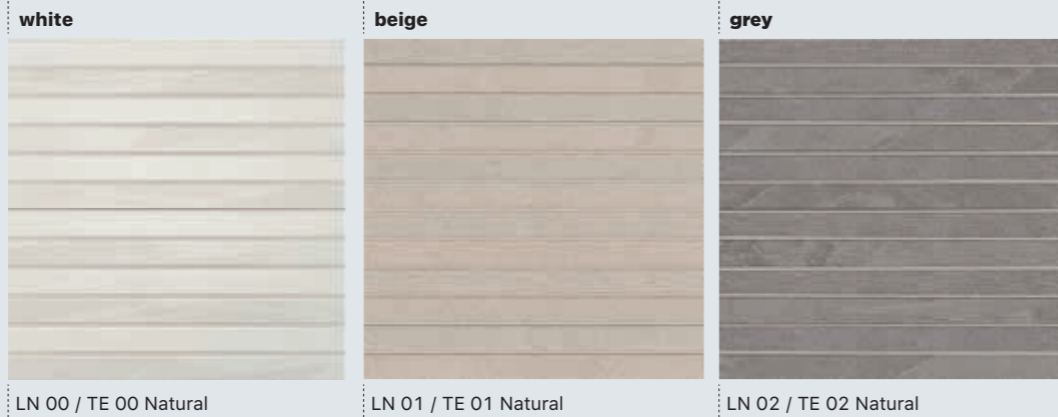 white
beige
grey
LN 00 / TE 00 Natural
LN 01 / TE 01 Natural
LN 02 / TE 02 Natural